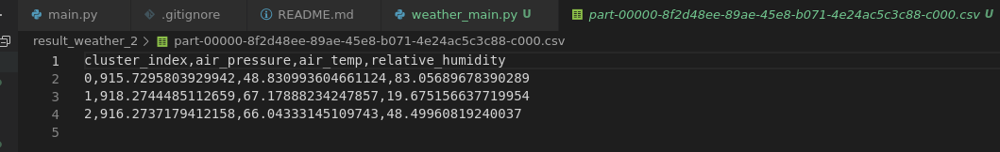 main.py .gitignore README.md weather_main.py U part-00000-8f2d48ee-89ae-45e8-b071-4e24ac5c3c88-c000.csv U
result_weather_2 > part-00000-8f2d48ee-89ae-45e8-b071-4e24ac5c3c88-c000.csv
1 cluster_index,air_pressure,air_temp,relative_humidity
2 0,915.7295803929942,48.830993604661124,83.05689678390289
3 1,918.2744485112659,67.17888234247857,19.675156637719954
4 2,916.2737179412158,66.04333145109743,48.49960819240037
5